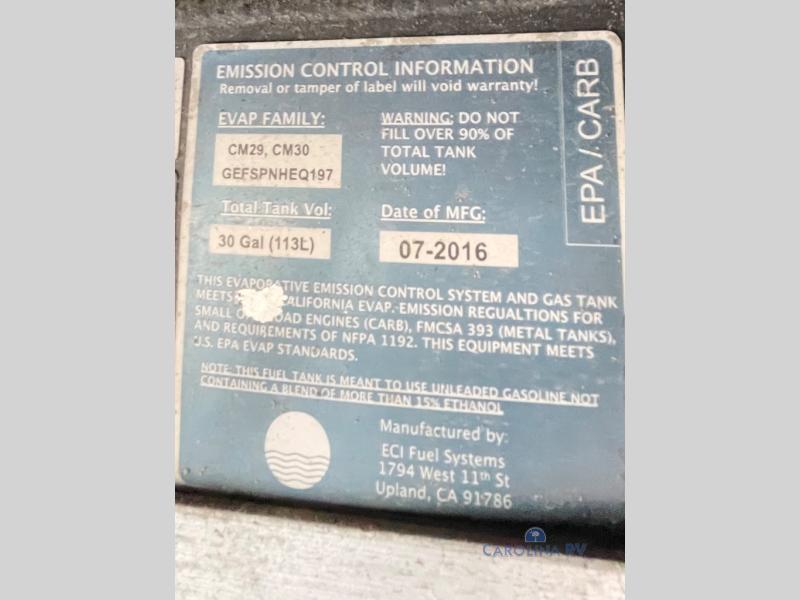 EMISSION CONTROL INFORMATION
Removal or tamper of label will void warranty!
EVAP FAMILY:
CM29, CM30
GEFSPNHEQ197
WARNING: DO NOT
FILL OVER 90% OF
TOTAL TANK
VOLUME!
Total Tank Vol:
30 Gal (113L)
Date of MFG:
07-2016
EPA / CARB
THIS EVAPORATIVE EMISSION CONTROL SYSTEM AND GAS TANK
MEETS ALIFORNIA EVAP. EMISSION REGUALTIONS FOR
SMALL O OAD ENGINES (CARB), FMCSA 393 (METAL TANKS),
AND REQUIREMENTS OF NFPA 1192. THIS EQUIPMENT MEETS
U.S. EPA EVAP STANDARDS.
NOTE: THIS FUEL TANK IS MEANT TO USE UNLEADED GASOLINE NOT
CONTAINING A BLEND OF MORE THAN 15% ETHANOL
Manufactured by:
ECI Fuel Systems
1794 West 11th St
Upland, CA 91786
CAROLINA RV